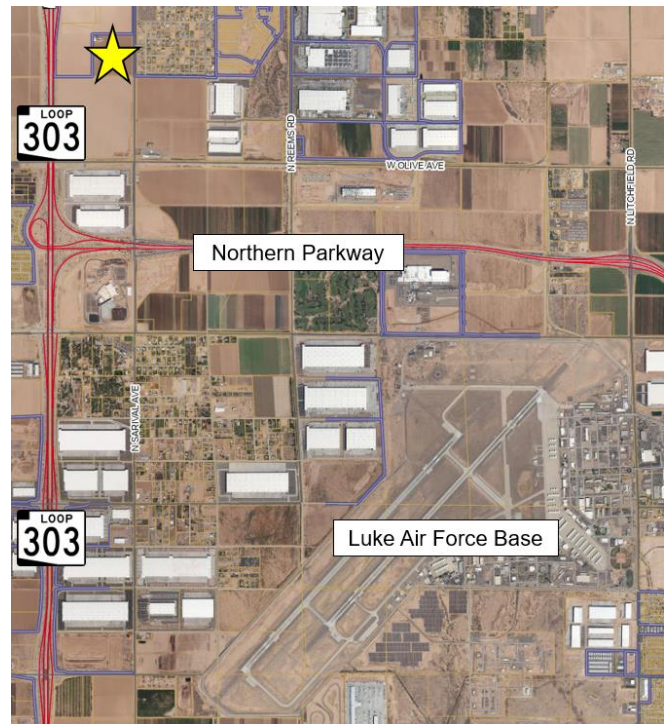 LOOP
303
N REEMS RD
W OLIVE AVE
N LITCHFIELD RD
Northern Parkway
N SARIVAL AVE
LOOP
303
Luke Air Force Base